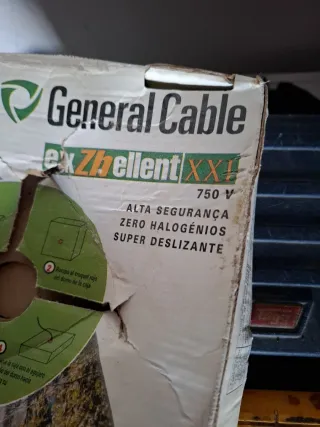 General Cable
exZhellent XXI
750 V
ALTA SEGURANÇA
ZERO HALOGÉNIOS
SUPER DESLIZANTE